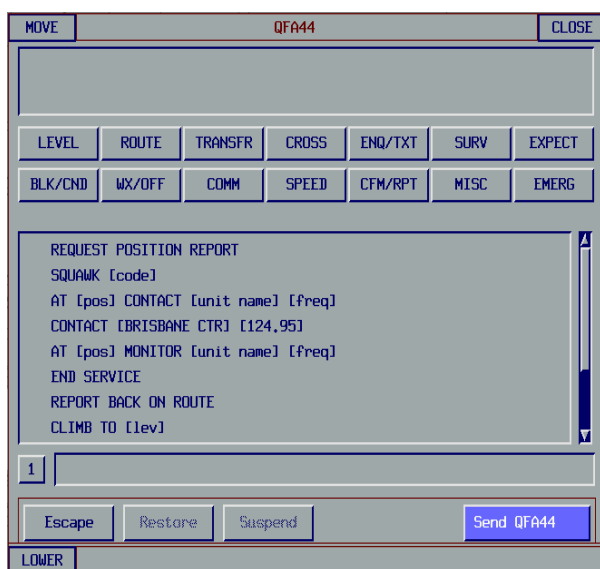 MOVE QFA44 CLOSE
LEVEL ROUTE TRANSFR CROSS ENQ/TXT SURV EXPECT
BLK/CND WX/OFF COMM SPEED CFM/RPT MISC EMERG
REQUEST POSITION REPORT
SQUAWK [code]
AT [pos] CONTACT [unit name] [freq]
CONTACT [BRISBANE CTR] [124.95]
AT [pos] MONITOR [unit name] [freq]
END SERVICE
REPORT BACK ON ROUTE
CLIMB TO [lev]
1
Escape Restore Suspend Send QFA44
LOWER